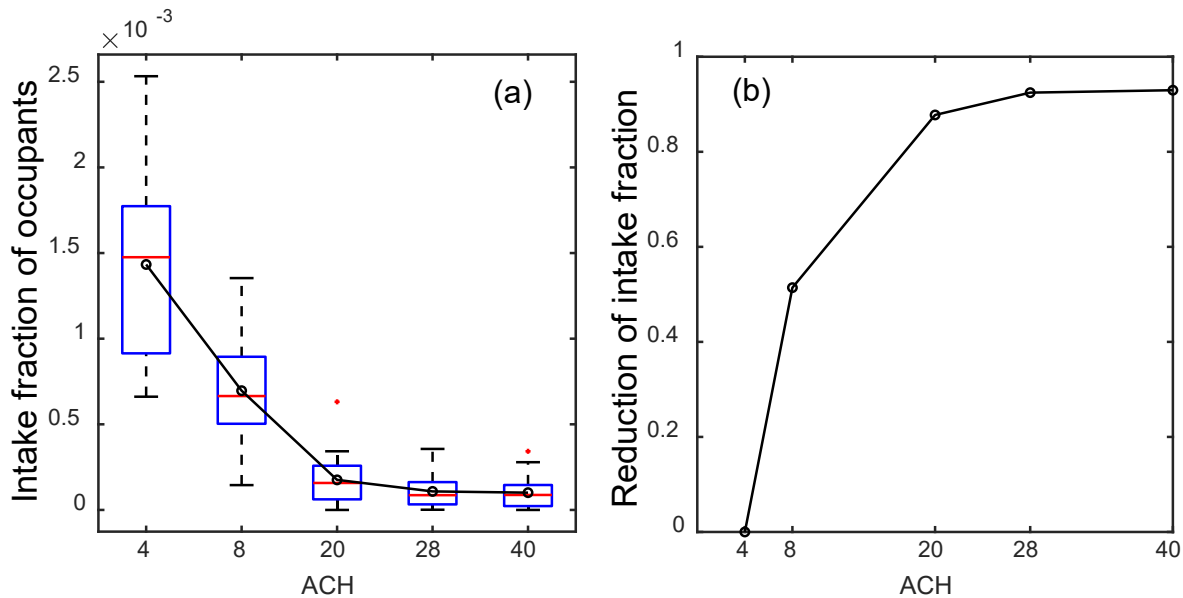 × 10⁻³
(a)
Intake fraction of occupants
2.5
2
1.5
1
0.5
0
4 8 20 28 40
ACH
(b)
Reduction of intake fraction
1
0.8
0.6
0.4
0.2
0
4 8 20 28 40
ACH